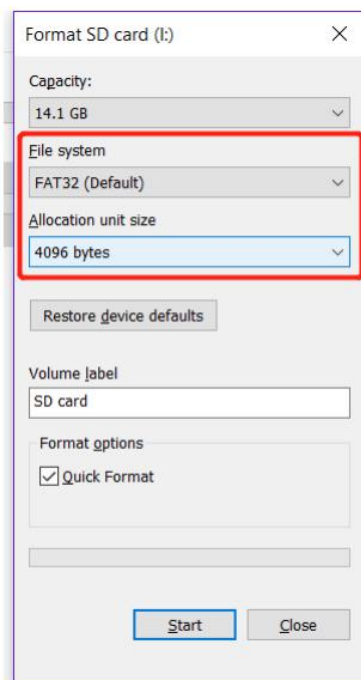 Format SD card (I:)
Capacity:
14.1 GB
File system
FAT32 (Default)
Allocation unit size
4096 bytes
Restore device defaults
Volume label
SD card
Format options
Quick Format
Start
Close